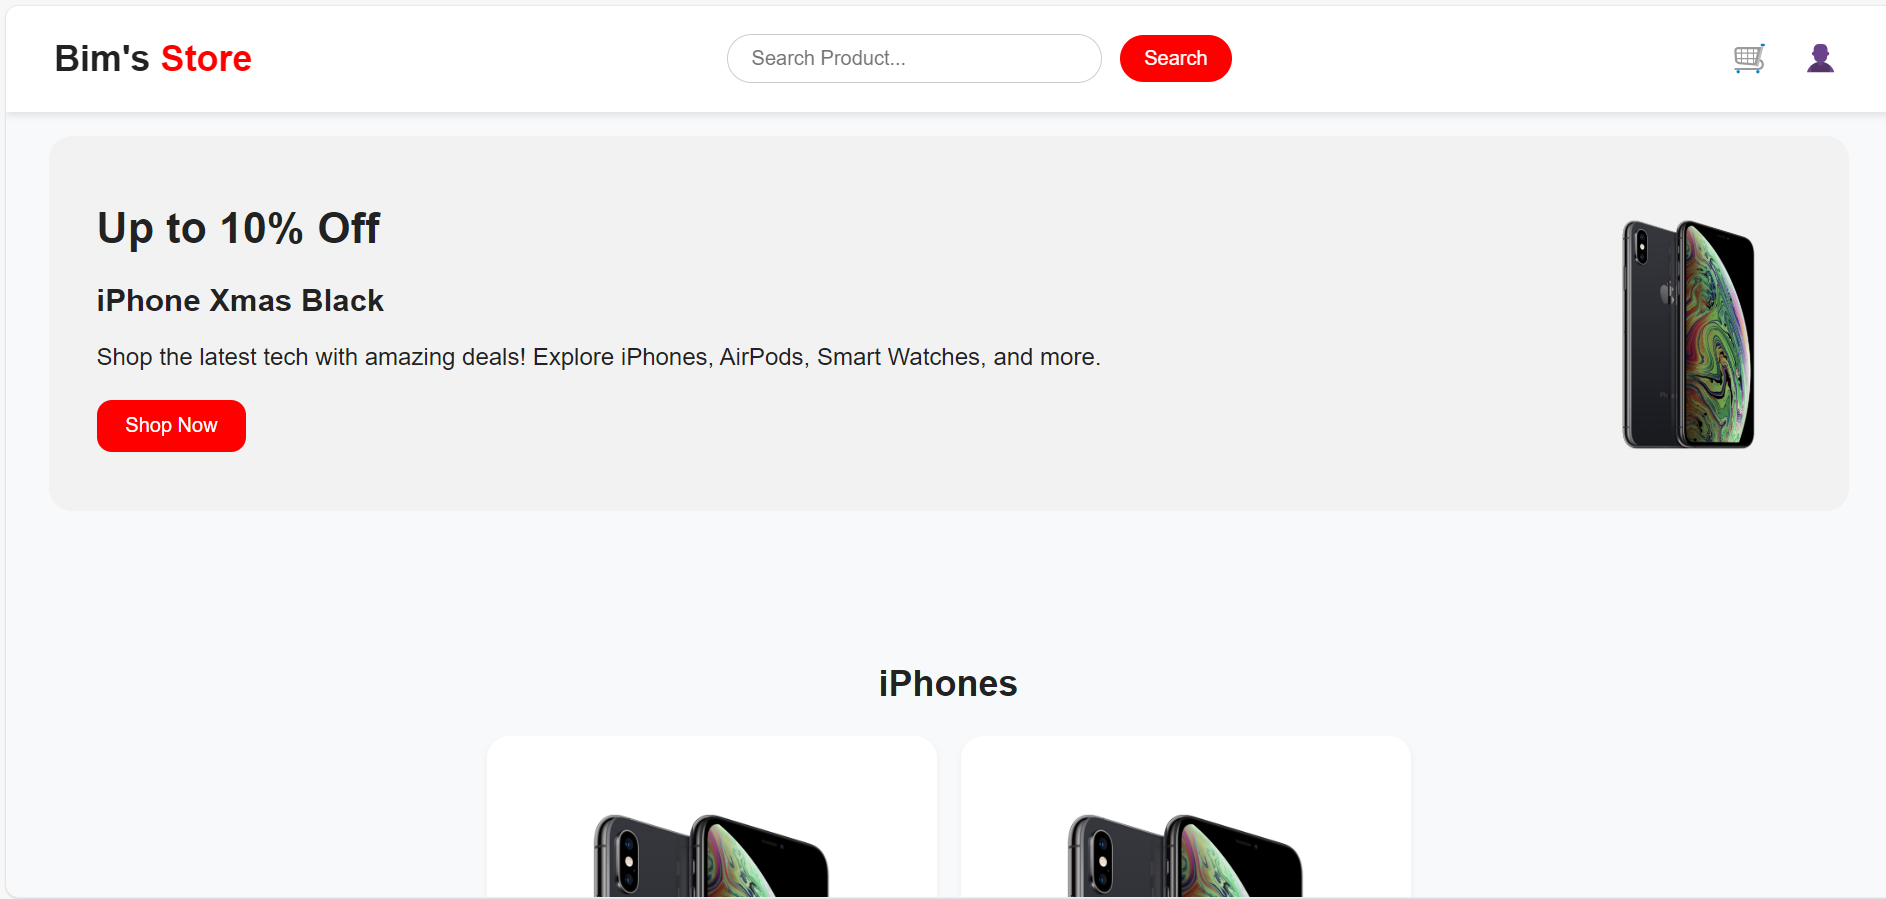 Bim's Store
Search Product...
Search
Up to 10% Off
iPhone Xmas Black
Shop the latest tech with amazing deals! Explore iPhones, AirPods, Smart Watches, and more.
Shop Now
iPhones